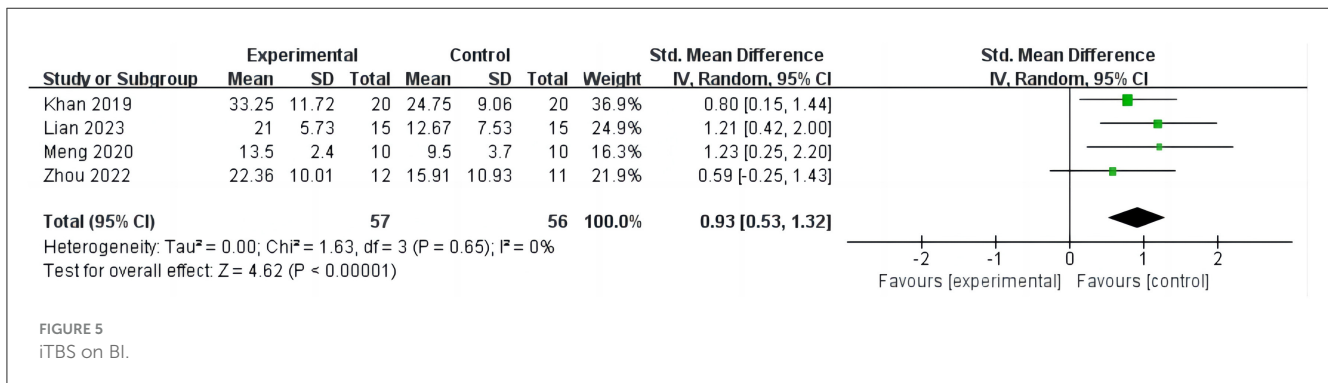 Experimental Control Std. Mean Difference Std. Mean Difference
Study or Subgroup Mean SD Total Mean SD Total Weight IV, Random, 95% CI IV, Random, 95% CI
Khan 2019 33.25 11.72 20 24.75 9.06 20 36.9% 0.80 [0.15, 1.44]
Lian 2023 21 5.73 15 12.67 7.53 15 24.9% 1.21 [0.42, 2.00]
Meng 2020 13.5 2.4 10 9.5 3.7 10 16.3% 1.23 [0.25, 2.20]
Zhou 2022 22.36 10.01 12 15.91 10.93 11 21.9% 0.59 [-0.25, 1.43]
Total (95% CI) 57 56 100.0% 0.93 [0.53, 1.32]
Heterogeneity: Tau² = 0.00; Chi² = 1.63, df = 3 (P = 0.65); I² = 0%
Test for overall effect: Z = 4.62 (P < 0.00001)
-2 -1 0 1 2
Favours [experimental] Favours [control]
FIGURE 5
iTBS on BI.